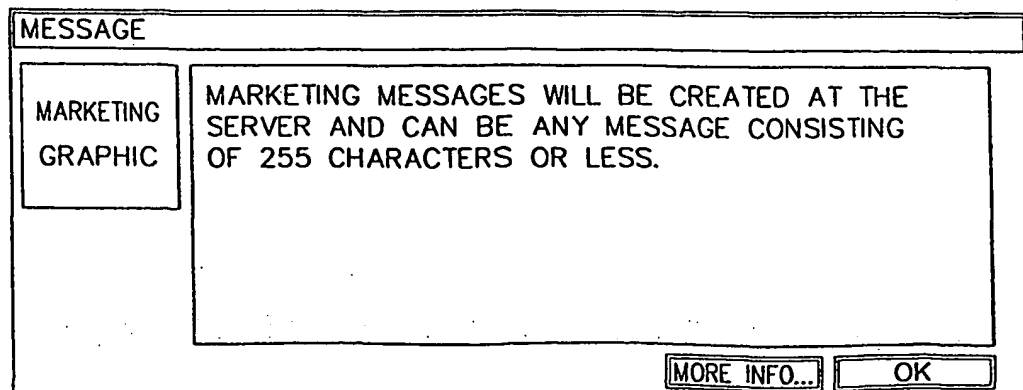 MESSAGE
MARKETING
GRAPHIC
MARKETING MESSAGES WILL BE CREATED AT THE
SERVER AND CAN BE ANY MESSAGE CONSISTING
OF 255 CHARACTERS OR LESS.
MORE INFO...
OK